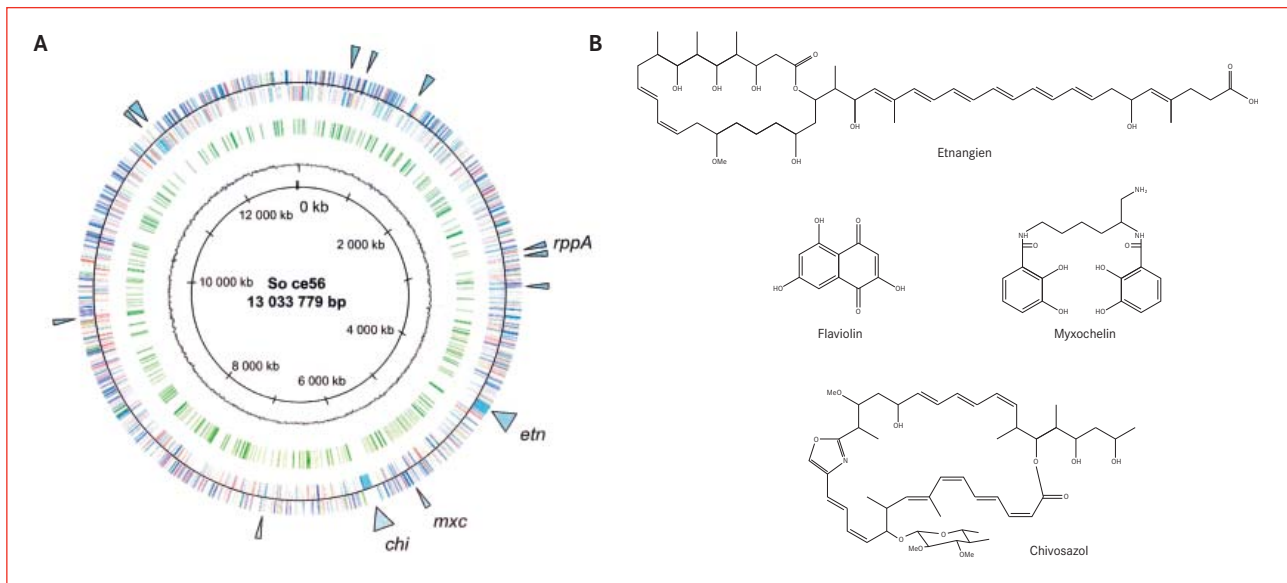 A
0 kb
2 000 kb
4 000 kb
6 000 kb
8 000 kb
10 000 kb
12 000 kb
So ce56
13 033 779 bp
rppA
etn
mxc
chi
B
OH
OH
OH
O
O
OH
OH
O
OH
OMe
OH
Etnangien
OH
O
HO
OH
O
Flaviolin
NH₂
NH
O
OH
OH
NH
O
HO
HO
Myxochelin
MeO
OH
O
N
O
OH
OH
O
O
O
MeO
OMe
Chivosazol